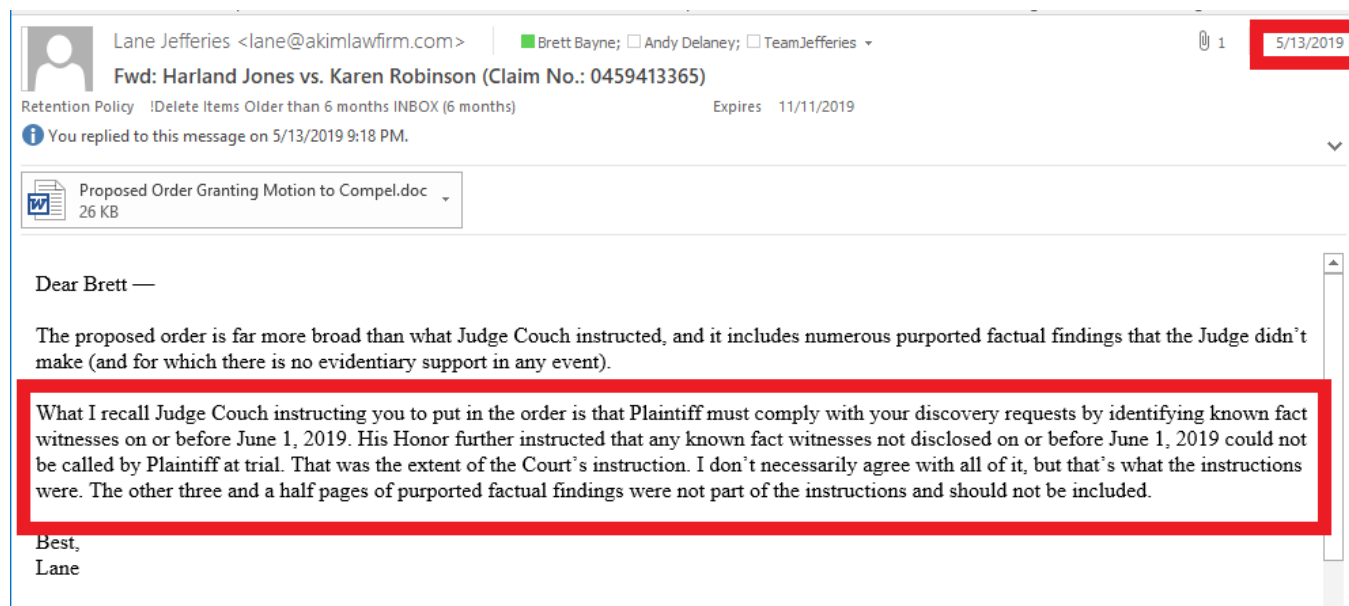 Lane Jefferies <lane@akimlawfirm.com> Brett Bayne; Andy Delaney; TeamJefferies 1 5/13/2019
Fwd: Harland Jones vs. Karen Robinson (Claim No.: 0459413365)
Retention Policy !Delete Items Older than 6 months INBOX (6 months) Expires 11/11/2019
You replied to this message on 5/13/2019 9:18 PM.
Proposed Order Granting Motion to Compel.doc
26 KB
Dear Brett —
The proposed order is far more broad than what Judge Couch instructed, and it includes numerous purported factual findings that the Judge didn't
make (and for which there is no evidentiary support in any event).
What I recall Judge Couch instructing you to put in the order is that Plaintiff must comply with your discovery requests by identifying known fact
witnesses on or before June 1, 2019. His Honor further instructed that any known fact witnesses not disclosed on or before June 1, 2019 could not
be called by Plaintiff at trial. That was the extent of the Court's instruction. I don't necessarily agree with all of it, but that's what the instructions
were. The other three and a half pages of purported factual findings were not part of the instructions and should not be included.
Best,
Lane